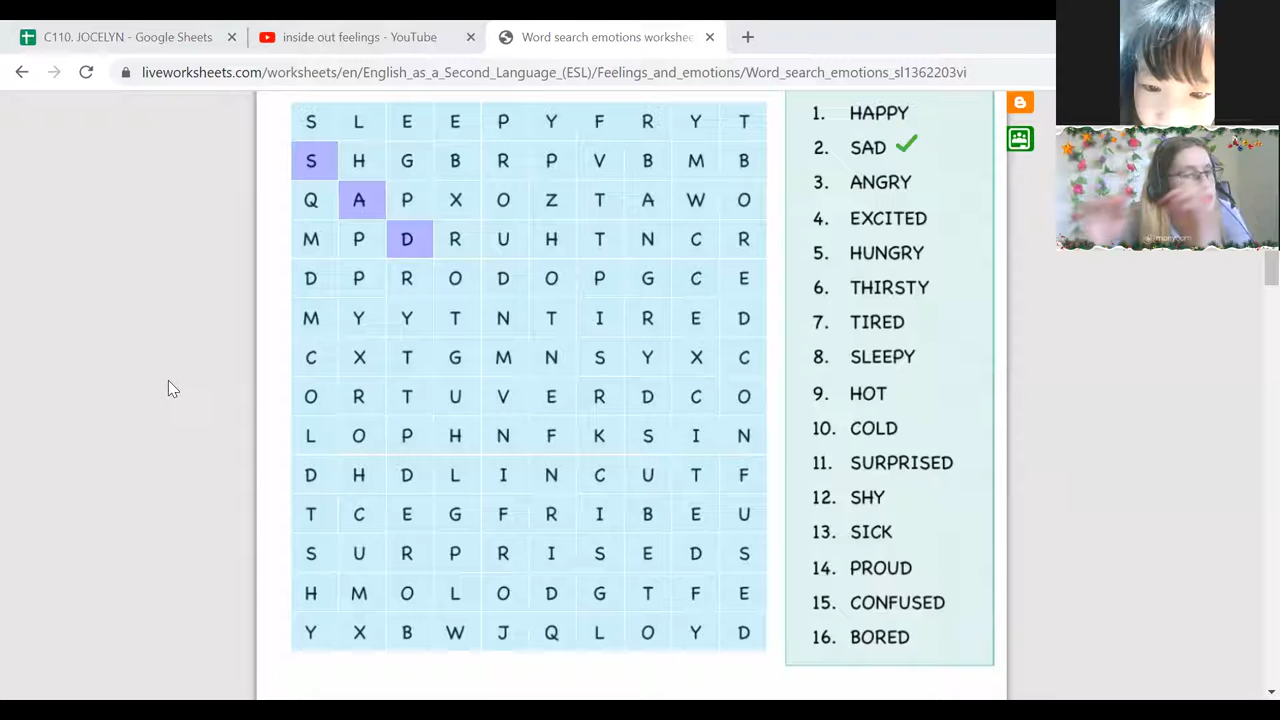 C110. JOCELYN - Google Sheets
inside out feelings - YouTube
Word search emotions workshee
liveworksheets.com/worksheets/en/English_as_a_Second_Language_(ESL)/Feelings_and_emotions/Word_search_emotions_sl1362203vi
S L E E P Y F R Y T
S H G B R P V B M B
Q A P X O Z T A W O
M P D R U H T N C R
D P R O D O P G C E
M Y Y T N T I R E D
C X T G M N S Y X C
O R T U V E R D C O
L O P H N F K S I N
D H D L I N C U T F
T C E G F R I B E U
S U R P R I S E D S
H M O L O D G T F E
Y X B W J Q L O Y D
1. HAPPY
2. SAD
3. ANGRY
4. EXCITED
5. HUNGRY
6. THIRSTY
7. TIRED
8. SLEEPY
9. HOT
10. COLD
11. SURPRISED
12. SHY
13. SICK
14. PROUD
15. CONFUSED
16. BORED